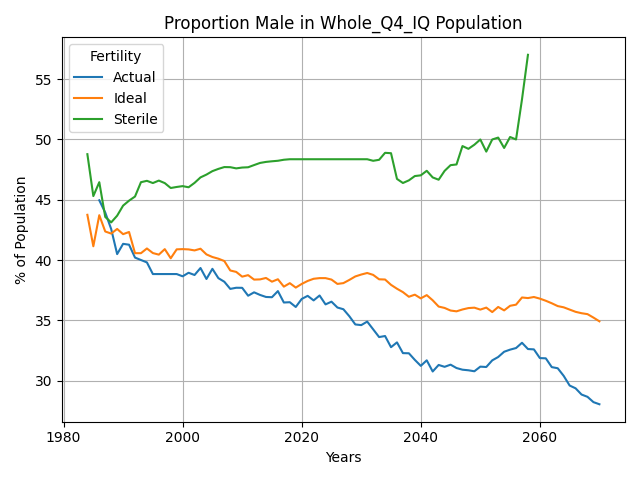 Proportion Male in Whole_Q4_IQ Population
Fertility
Actual
Ideal
Sterile
% of Population
55
50
45
40
35
30
1980
2000
2020
2040
2060
Years